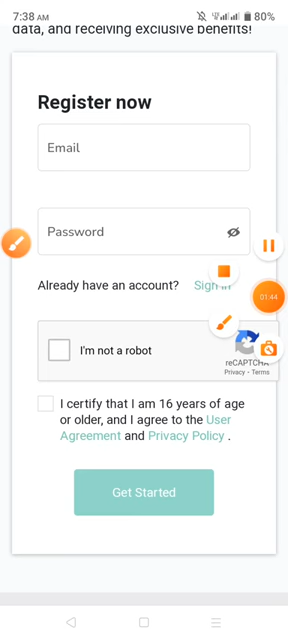 7:38 AM
80%
data, and receiving exclusive benefits!
Register now
Email
Password
Already have an account? Sign in
01:44
I'm not a robot
reCAPTCHA
Privacy - Terms
I certify that I am 16 years of age
or older, and I agree to the User
Agreement and Privacy Policy .
Get Started